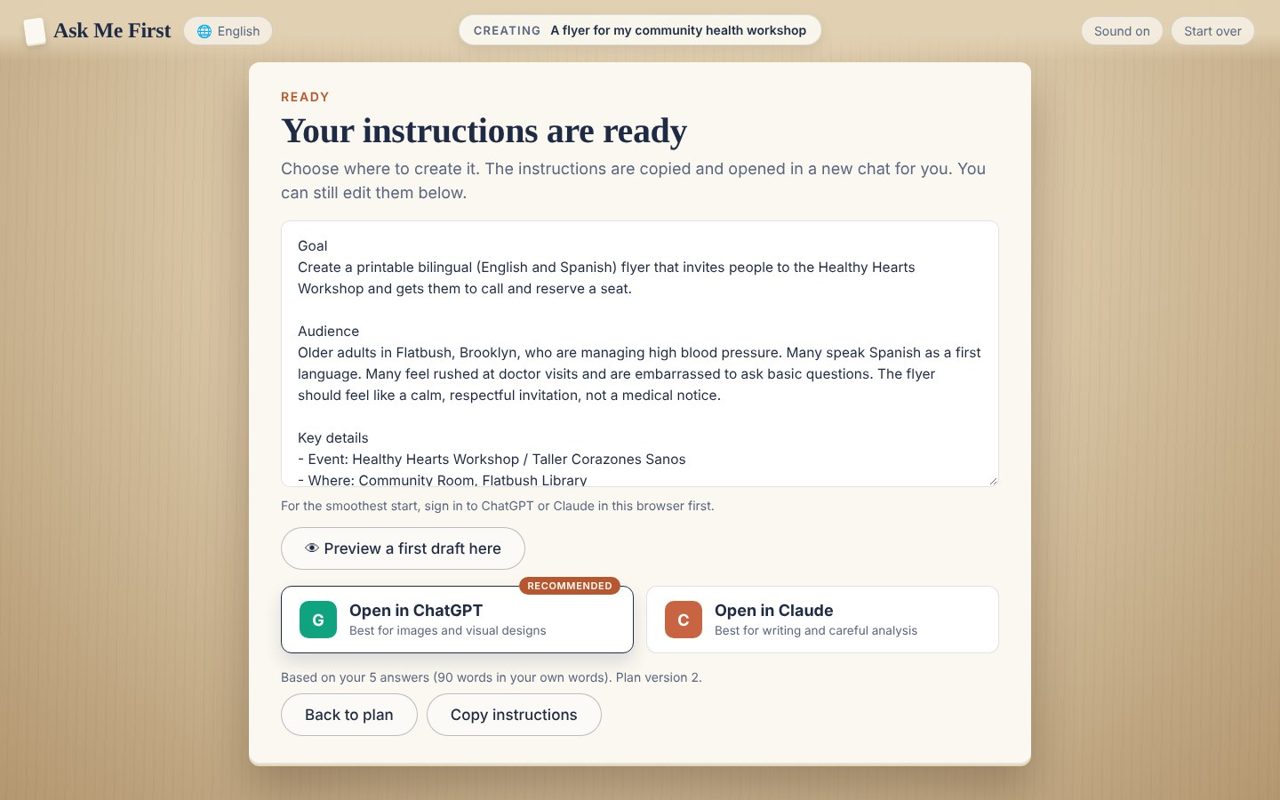 Ask Me First
English
CREATING A flyer for my community health workshop
Sound on
Start over
READY
Your instructions are ready
Choose where to create it. The instructions are copied and opened in a new chat for you. You
can still edit them below.
Goal
Create a printable bilingual (English and Spanish) flyer that invites people to the Healthy Hearts
Workshop and gets them to call and reserve a seat.
Audience
Older adults in Flatbush, Brooklyn, who are managing high blood pressure. Many speak Spanish as a first
language. Many feel rushed at doctor visits and are embarrassed to ask basic questions. The flyer
should feel like a calm, respectful invitation, not a medical notice.
Key details
- Event: Healthy Hearts Workshop / Taller Corazones Sanos
- Where: Community Room, Flatbush Library
For the smoothest start, sign in to ChatGPT or Claude in this browser first.
Preview a first draft here
RECOMMENDED
G
Open in ChatGPT
Best for images and visual designs
C
Open in Claude
Best for writing and careful analysis
Based on your 5 answers (90 words in your own words). Plan version 2.
Back to plan
Copy instructions